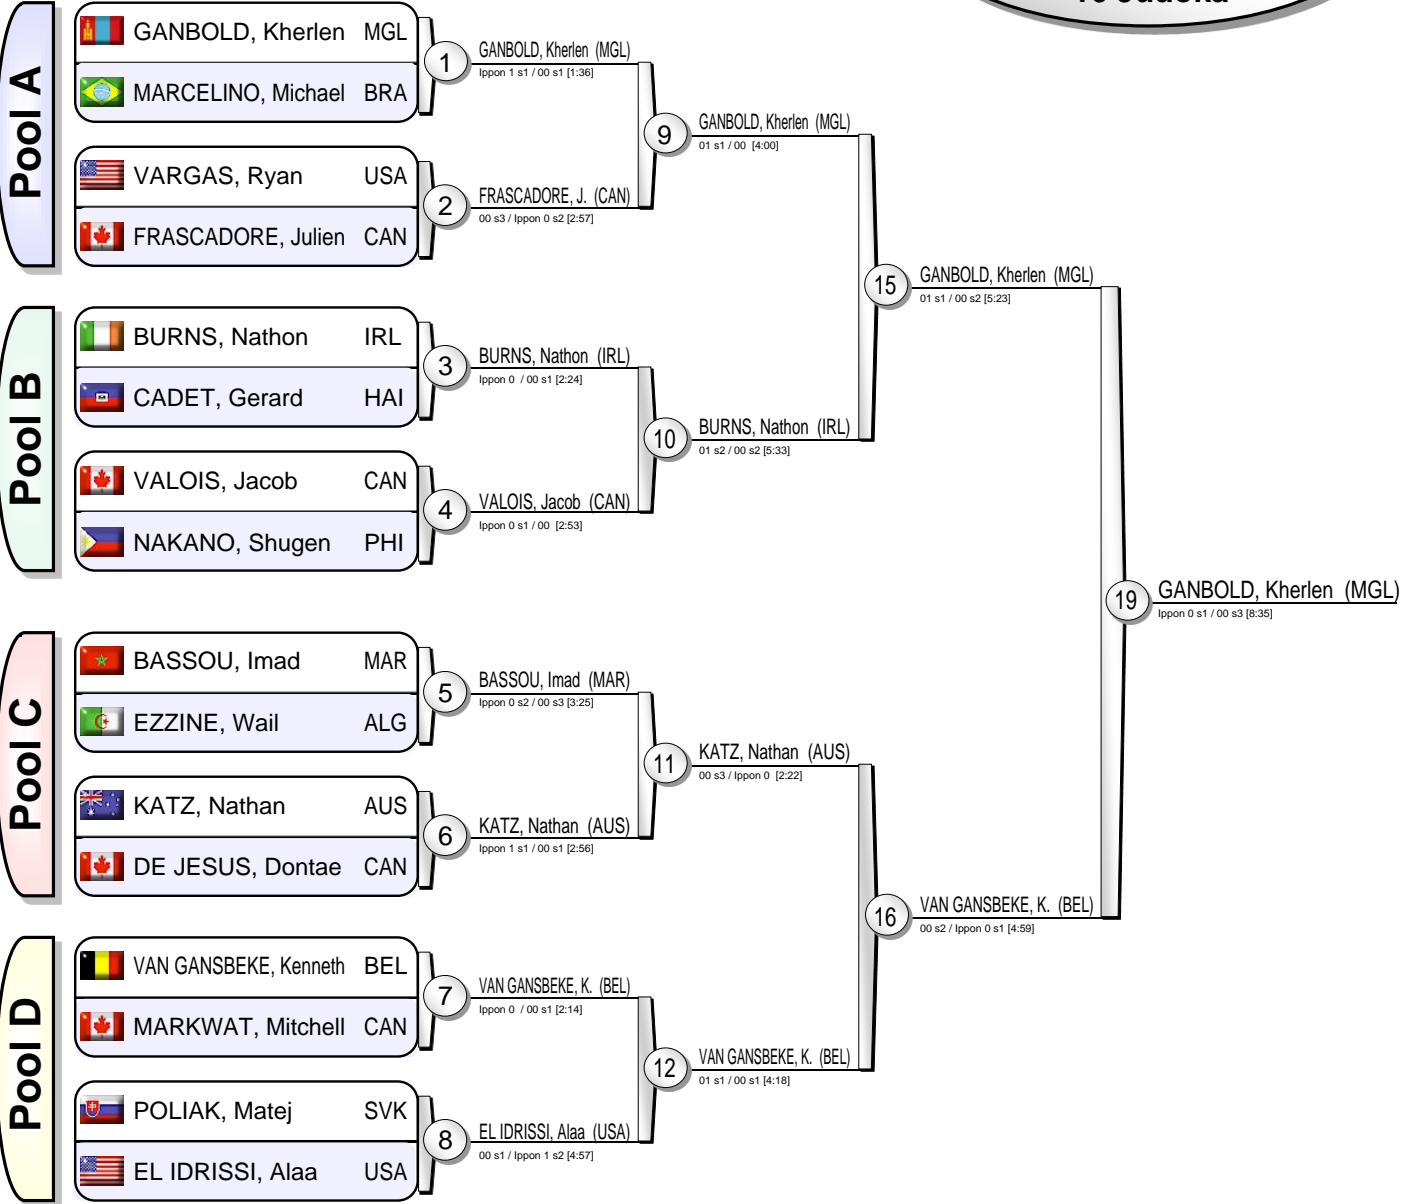 Pool A
GANBOLD, Kherlen MGL
MARCELINO, Michael BRA
VARGAS, Ryan USA
FRASCADORE, Julien CAN
Pool B
BURNS, Nathon IRL
CADET, Gerard HAI
VALOIS, Jacob CAN
NAKANO, Shugen PHI
Pool C
BASSOU, Imad MAR
EZZINE, Wail ALG
KATZ, Nathan AUS
DE JESUS, Dontae CAN
Pool D
VAN GANSBEKE, Kenneth BEL
MARKWAT, Mitchell CAN
POLIAK, Matej SVK
EL IDRISSI, Alaa USA
1 GANBOLD, Kherlen (MGL)
Ippon 1 s1 / 00 s1 [1:36]
2 FRASCADORE, J. (CAN)
00 s3 / Ippon 0 s2 [2:57]
3 BURNS, Nathon (IRL)
Ippon 0 / 00 s1 [2:24]
4 VALOIS, Jacob (CAN)
Ippon 0 s1 / 00 [2:53]
5 BASSOU, Imad (MAR)
Ippon 0 s2 / 00 s3 [3:25]
6 KATZ, Nathan (AUS)
Ippon 1 s1 / 00 s1 [2:56]
7 VAN GANSBEKE, K. (BEL)
Ippon 0 / 00 s1 [2:14]
8 EL IDRISSI, Alaa (USA)
00 s1 / Ippon 1 s2 [4:57]
9 GANBOLD, Kherlen (MGL)
01 s1 / 00 [4:00]
10 BURNS, Nathon (IRL)
01 s2 / 00 s2 [5:33]
11 KATZ, Nathan (AUS)
00 s3 / Ippon 0 [2:22]
12 VAN GANSBEKE, K. (BEL)
01 s1 / 00 s1 [4:18]
15 GANBOLD, Kherlen (MGL)
01 s1 / 00 s2 [5:23]
16 VAN GANSBEKE, K. (BEL)
00 s2 / Ippon 0 s1 [4:59]
19 GANBOLD, Kherlen (MGL)
Ippon 0 s1 / 00 s3 [8:35]